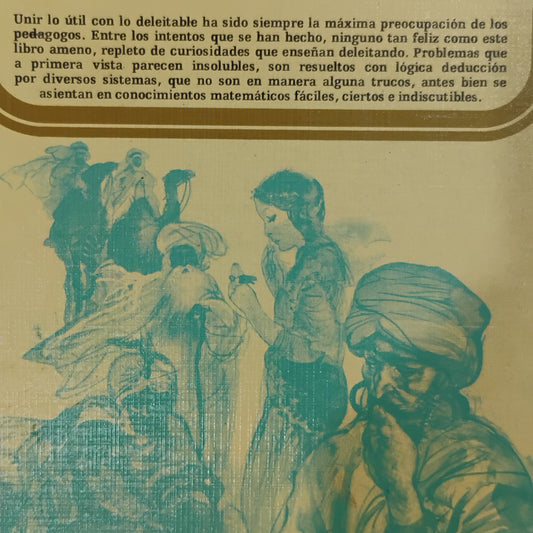 Unir lo útil con lo deleitable ha sido siempre la máxima preocupación de los
pedagogos. Entre los intentos que se han hecho, ninguno tan feliz como este
libro ameno, repleto de curiosidades que enseñan deleitando. Problemas que
a primera vista parecen insolubles, son resueltos con lógica deducción
por diversos sistemas, que no son en manera alguna trucos, antes bien se
asientan en conocimientos matemáticos fáciles, ciertos e indiscutibles.